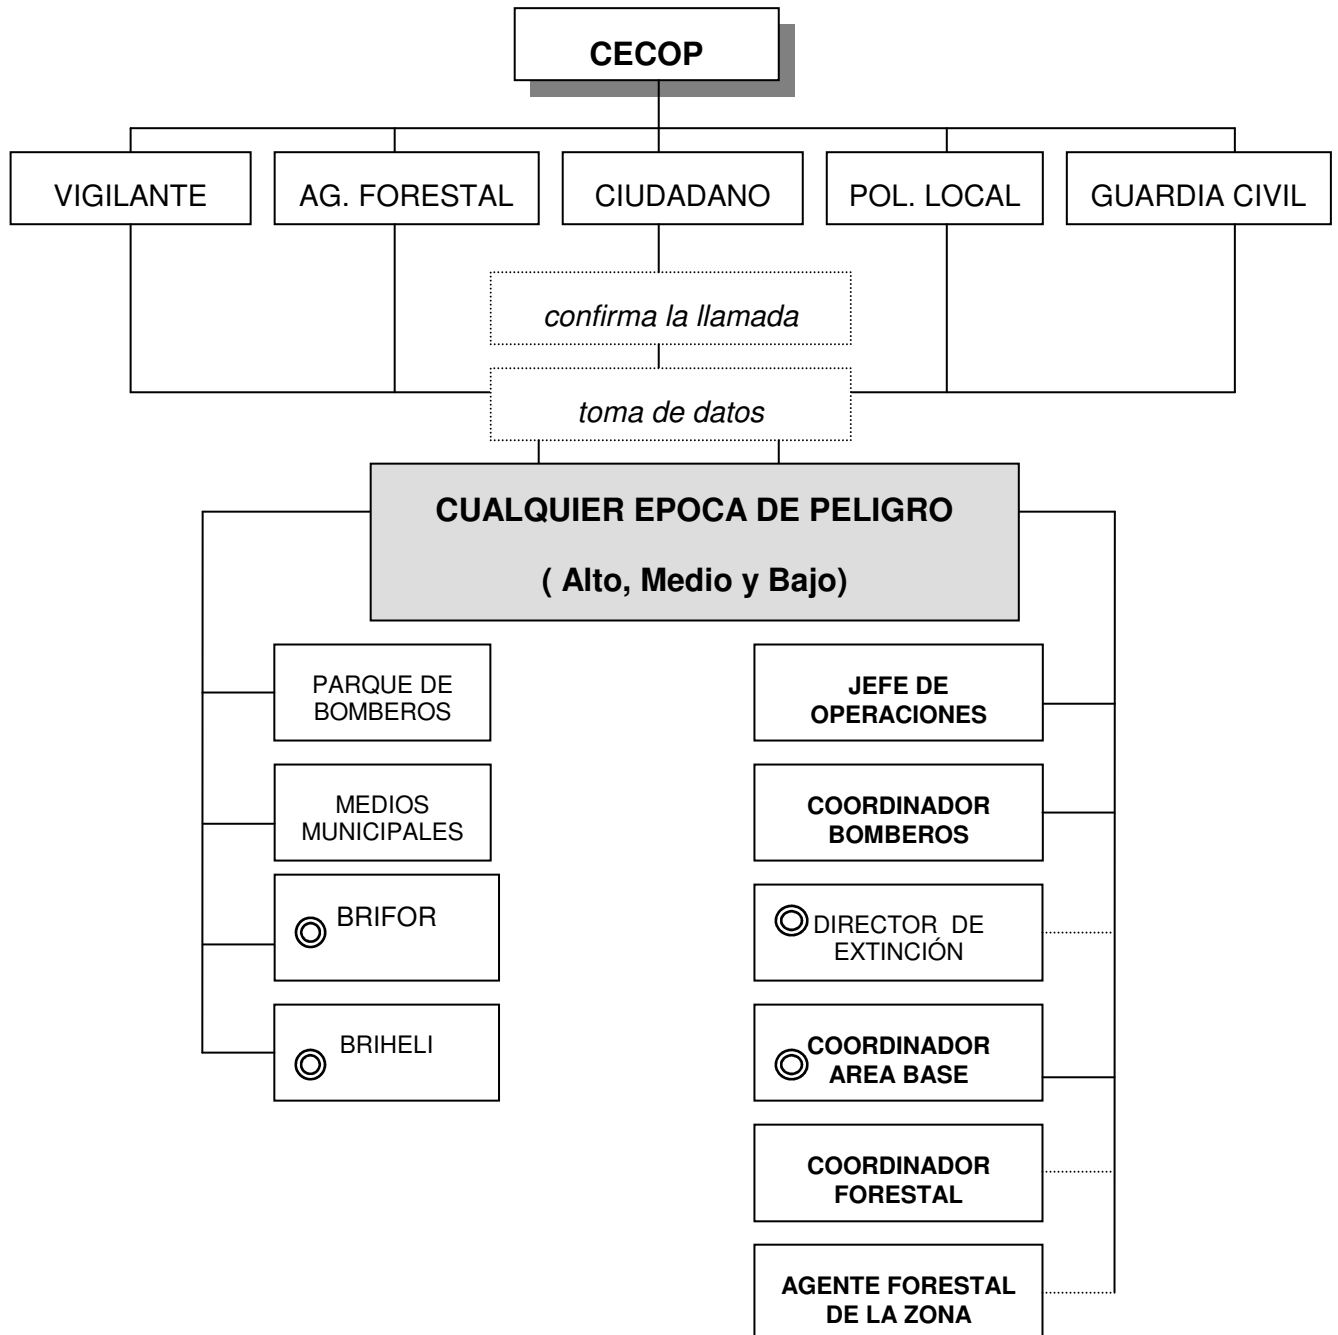 CECOP
VIGILANTE
AG. FORESTAL
CIUDADANO
POL. LOCAL
GUARDIA CIVIL
confirma la llamada
toma de datos
CUALQUIER EPOCA DE PELIGRO
( Alto, Medio y Bajo)
PARQUE DE
BOMBEROS
MEDIOS
MUNICIPALES
BRIFOR
BRIHELI
JEFE DE
OPERACIONES
COORDINADOR
BOMBEROS
DIRECTOR DE
EXTINCIÓN
COORDINADOR
AREA BASE
COORDINADOR
FORESTAL
AGENTE FORESTAL
DE LA ZONA